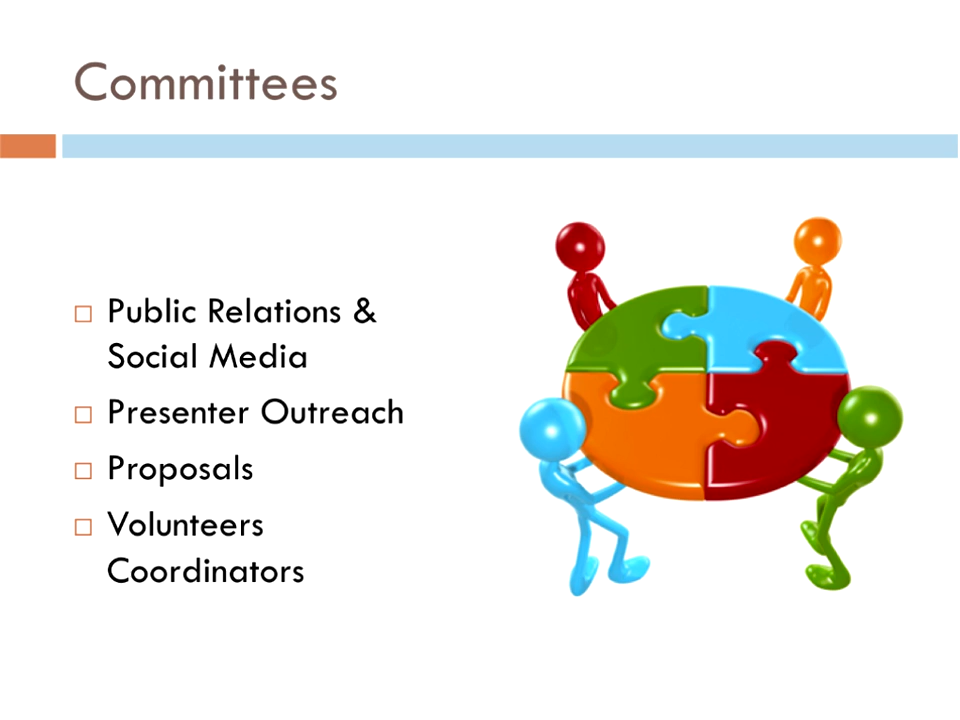 Committees
Public Relations &
Social Media
Presenter Outreach
Proposals
Volunteers
Coordinators